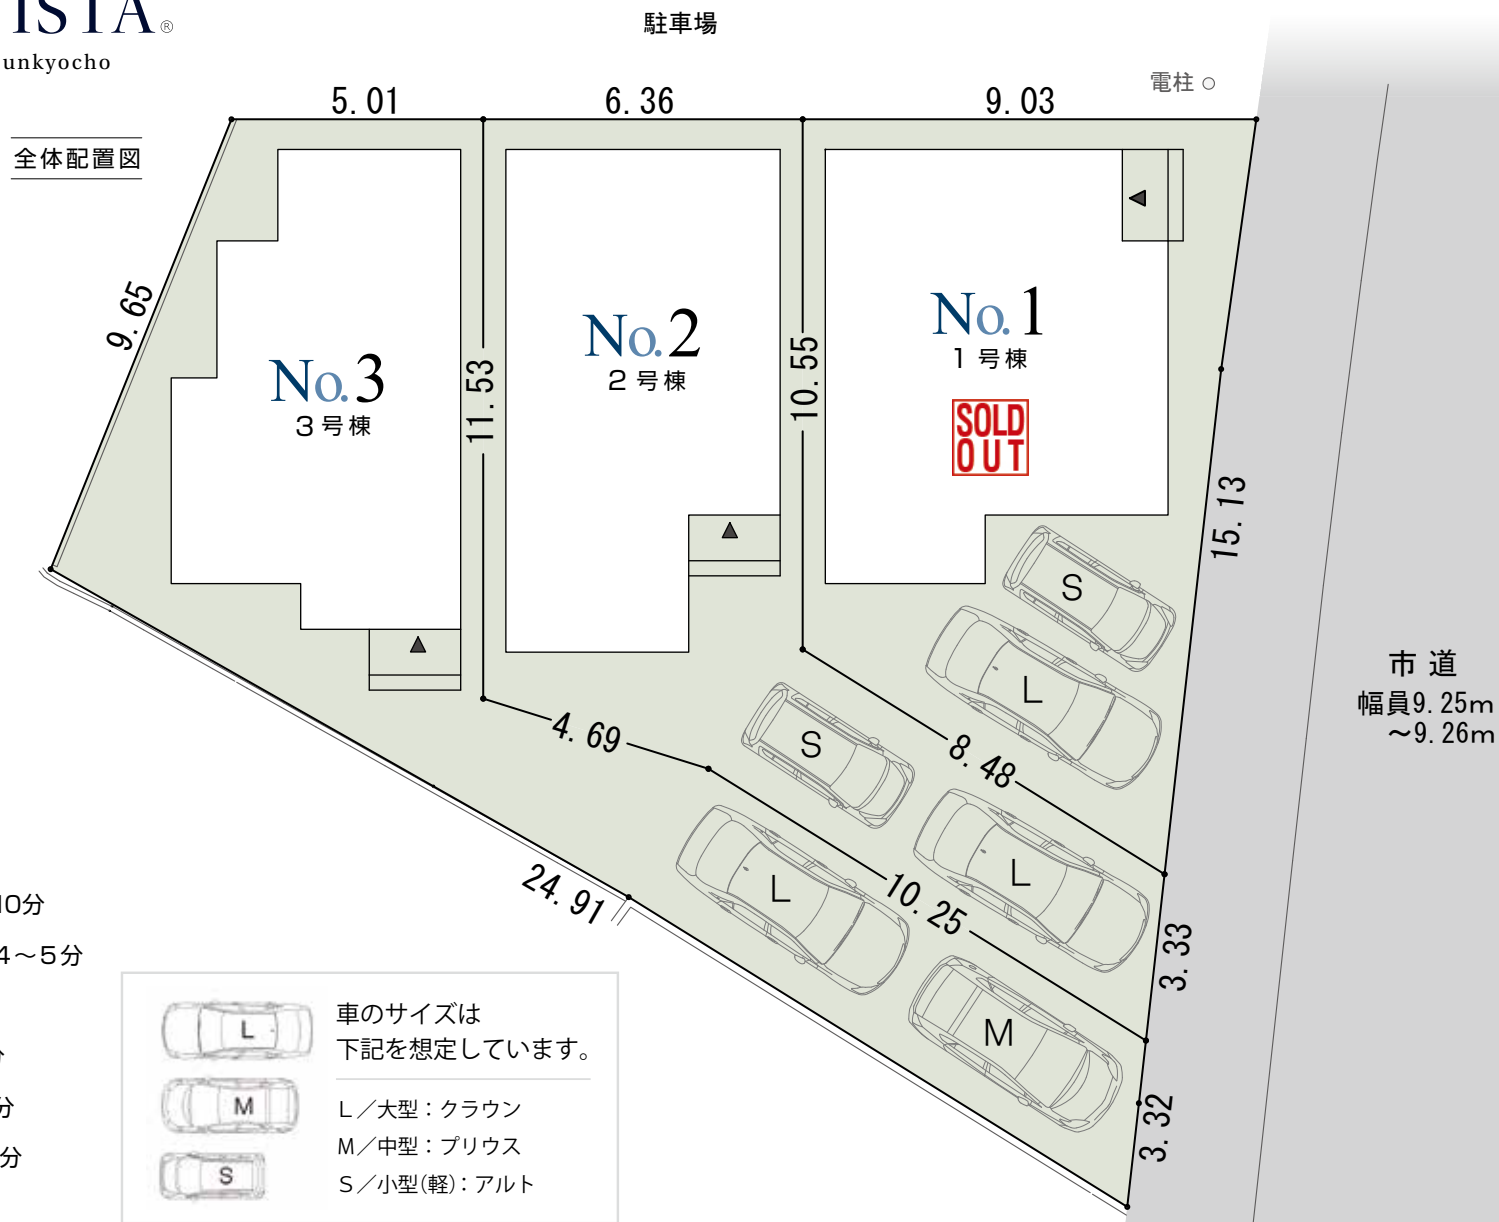 ISTA®
unkyocho
全体配置図
駐車場
電柱
5.01
6.36
9.03
9.65
11.53
10.55
15.13
No.3
3号棟
No.2
2号棟
No.1
1号棟
SOLD
OUT
S
L
S
L
L
M
4.69
8.48
10.25
24.91
3.33
3.32
市道
幅員9.25m
～9.26m
10分
4～5分
分
分
分
L
M
S
車のサイズは
下記を想定しています。
L／大型：クラウン
M／中型：プリウス
S／小型(軽)：アルト